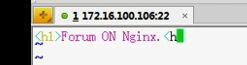 1 172.16.100.106:22
<h1>Forum ON Nginx.<h
~
~